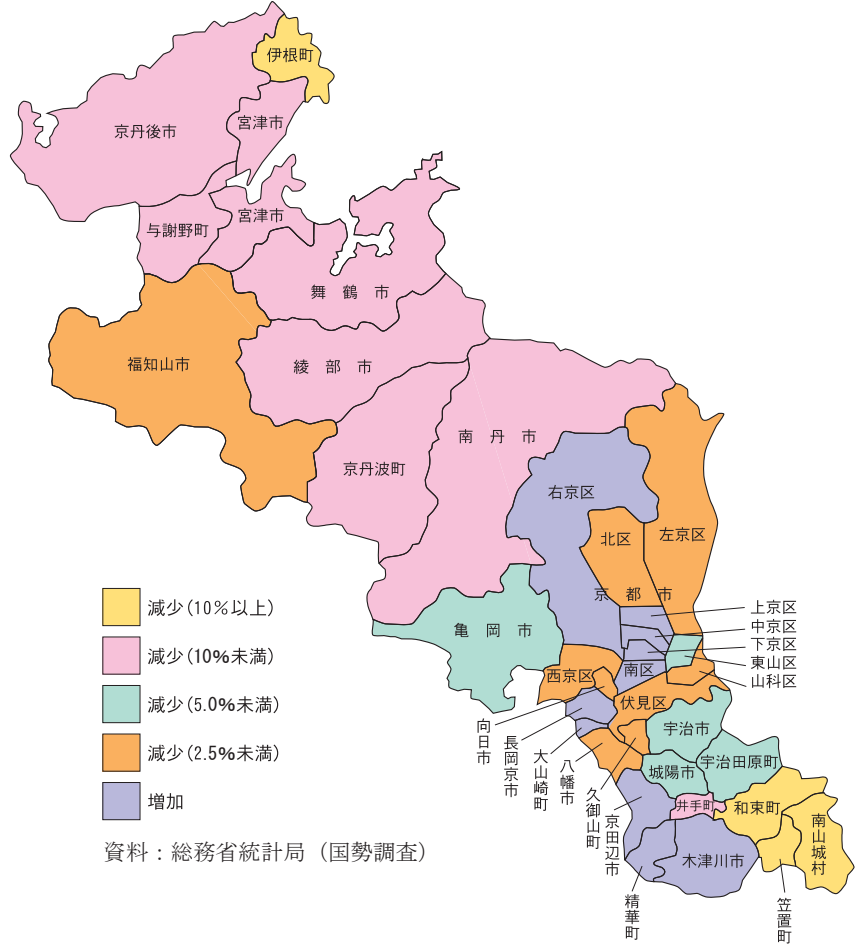 伊根町
京丹後市
宮津市
与謝野町
宮津市
舞鶴市
福知山市
綾部市
南丹市
京丹波町
右京区
北区
左京区
京都市
上京区
中京区
下京区
東山区
山科区
亀岡市
西京区
南区
伏見区
向日市
長岡京市
大山崎町
八幡市
久御山町
京田辺市
精華町
宇治市
城陽市
宇治田原町
井手町
和束町
南山城村
木津川市
笠置町
減少(10%以上)
減少(10%未満)
減少(5.0%未満)
減少(2.5%未満)
増加
資料:総務省統計局(国勢調査)